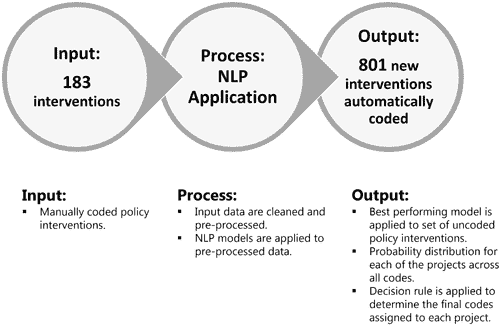 Input:
183
interventions
Process:
NLP
Application
Output:
801 new
interventions
automatically
coded
Input:
▪ Manually coded policy
interventions.
Process:
▪ Input data are cleaned and
pre-processed.
▪ NLP models are applied to
pre-processed data.
Output:
▪ Best performing model is
applied to set of uncoded
policy interventions.
▪ Probability distribution for
each of the projects across
all codes.
▪ Decision rule is applied to
determine the final codes
assigned to each project.